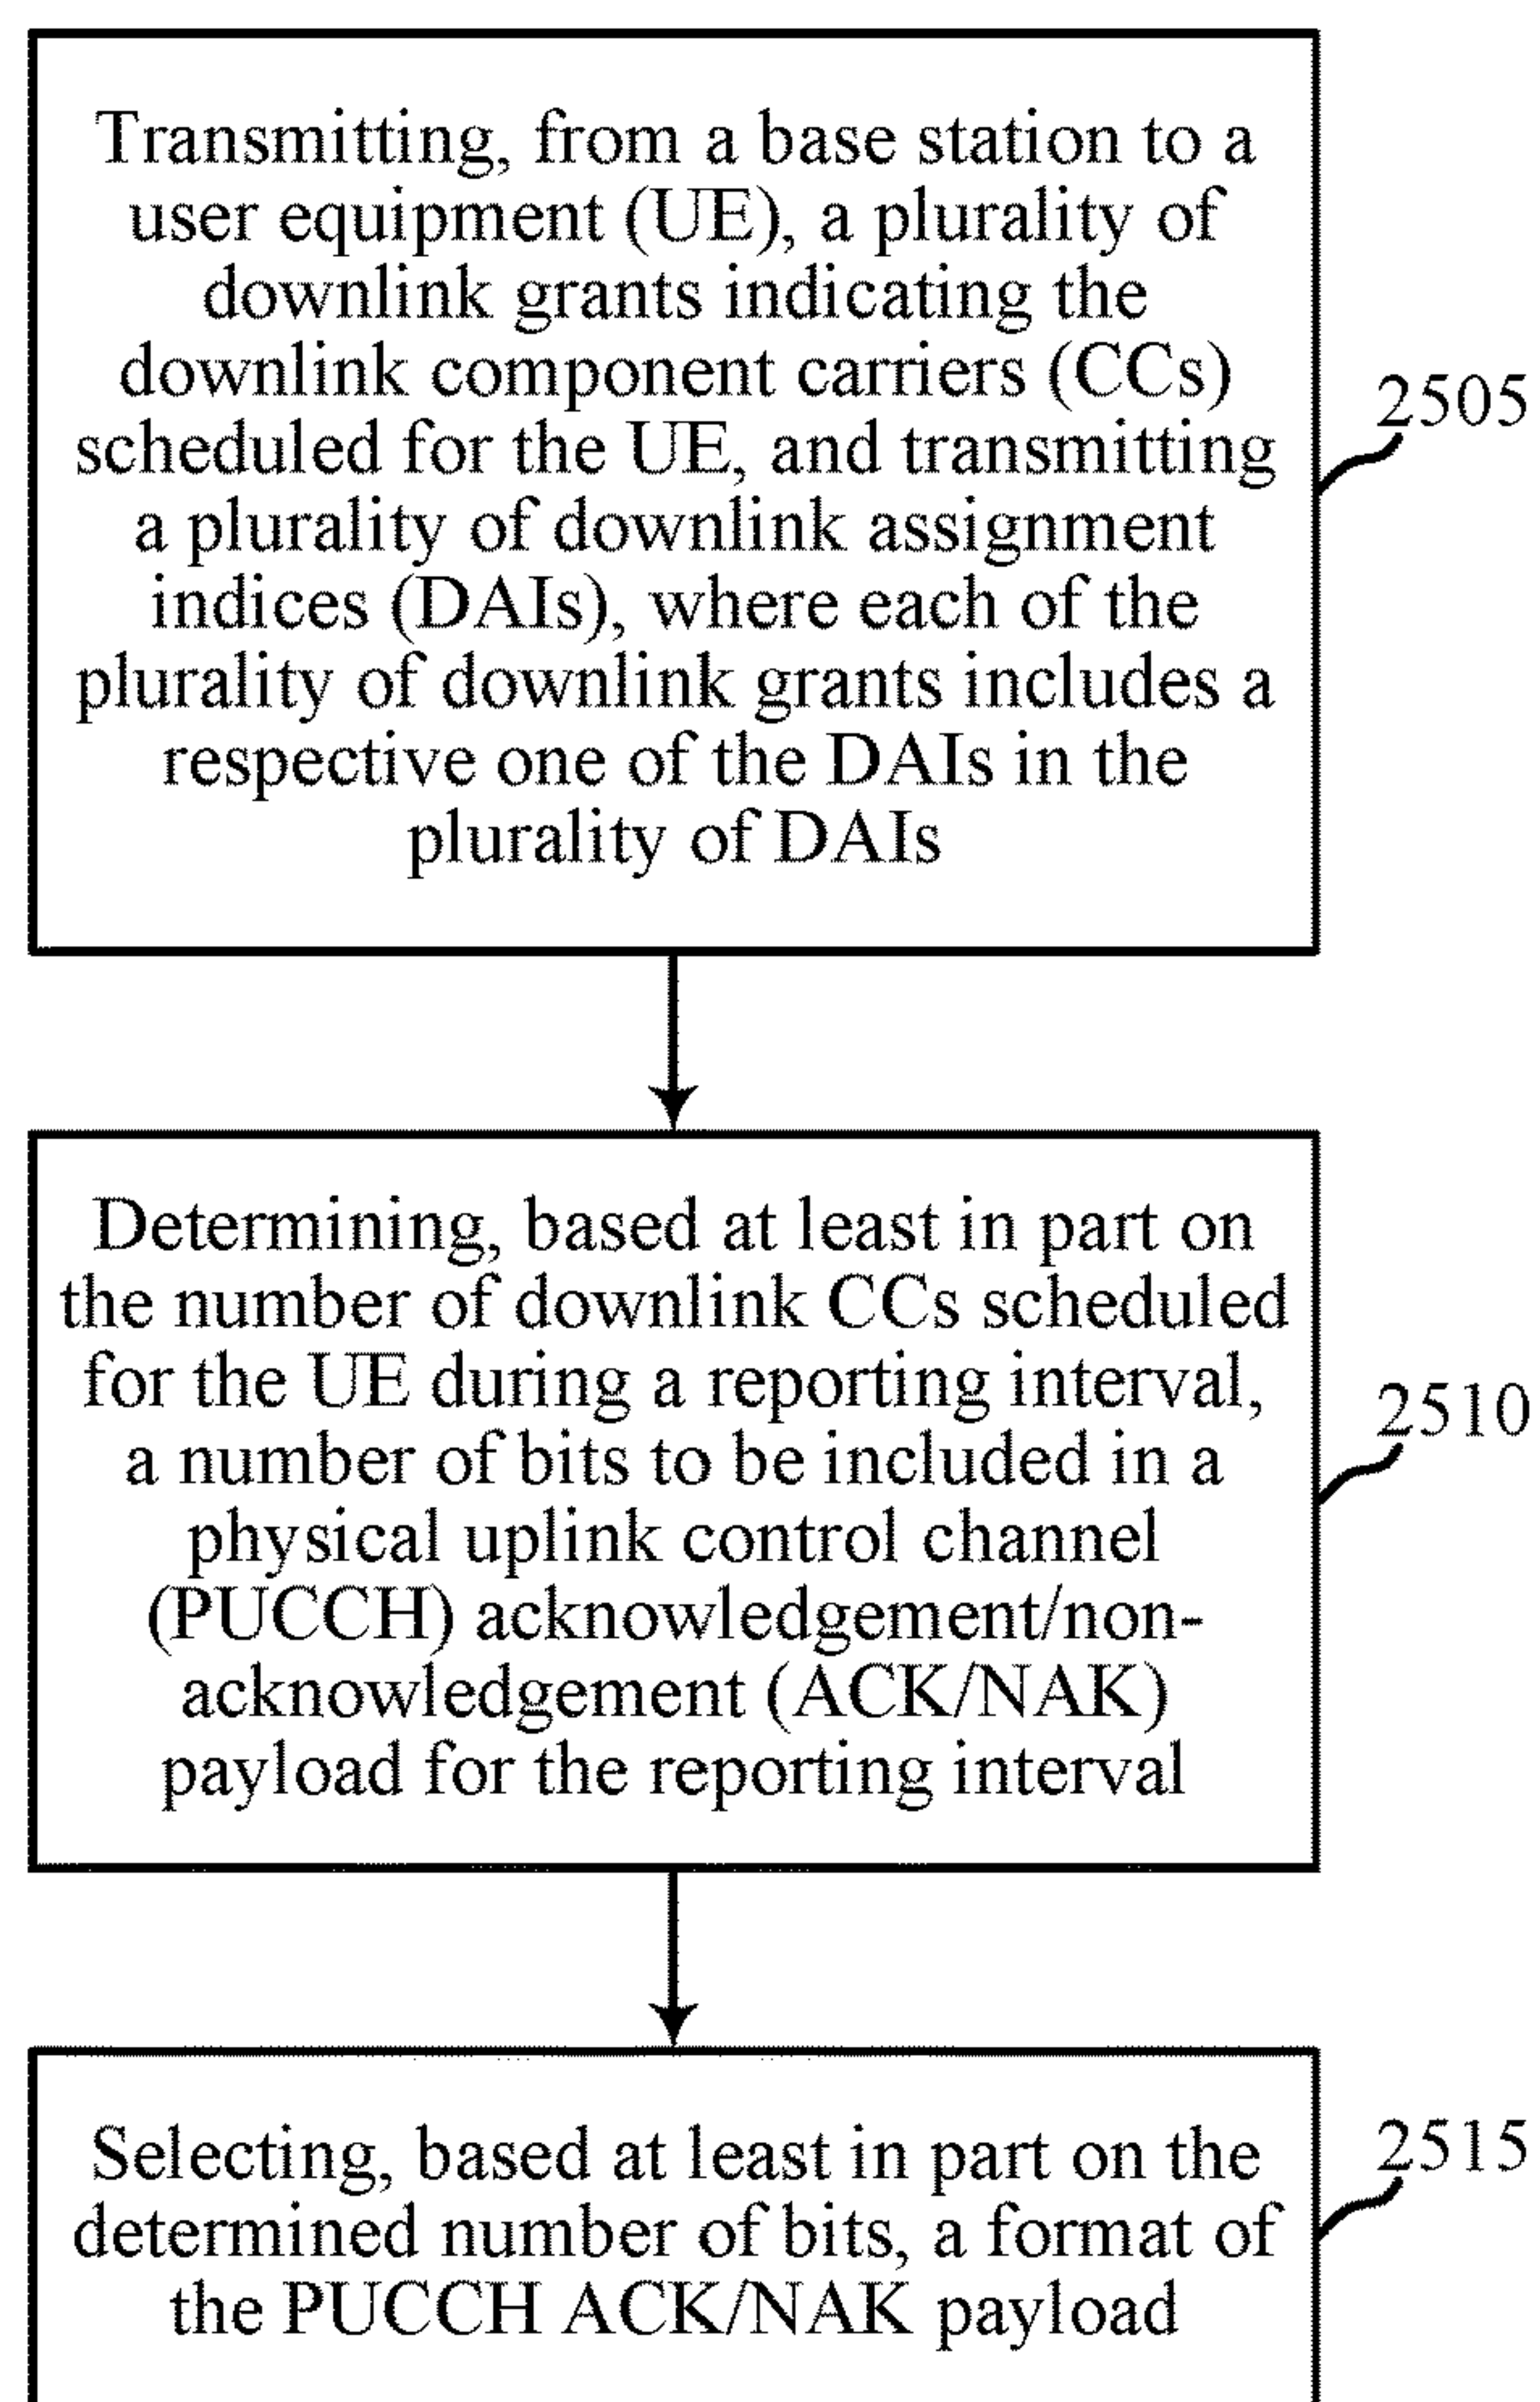 Transmitting, from a base station to a
user equipment (UE), a plurality of
downlink grants indicating the
downlink component carriers (CCs)
scheduled for the UE, and transmitting
a plurality of downlink assignment
indices (DAIs), where each of the
plurality of downlink grants includes a
respective one of the DAIs in the
plurality of DAIs
2505
Determining, based at least in part on
the number of downlink CCs scheduled
for the UE during a reporting interval,
a number of bits to be included in a
physical uplink control channel
(PUCCH) acknowledgement/non-
acknowledgement (ACK/NAK)
payload for the reporting interval
2510
Selecting, based at least in part on the
determined number of bits, a format of
the PUCCH ACK/NAK payload
2515